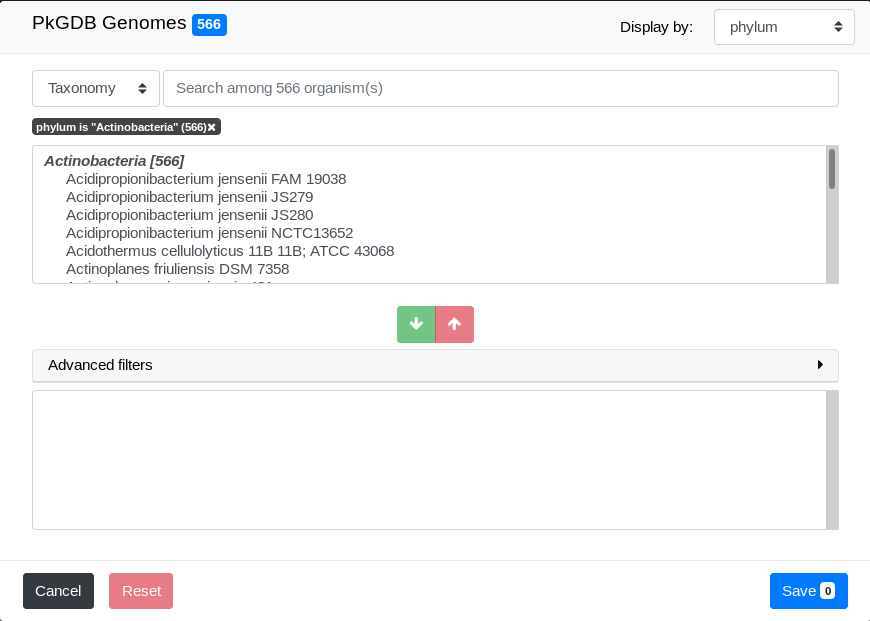 PkGDB Genomes 566
Display by: phylum
Taxonomy Search among 566 organism(s)
phylum is "Actinobacteria" (566)✖
Actinobacteria [566]
Acidipropionibacterium jensenii FAM 19038
Acidipropionibacterium jensenii JS279
Acidipropionibacterium jensenii JS280
Acidipropionibacterium jensenii NCTC13652
Acidothermus cellulolyticus 11B 11B; ATCC 43068
Actinoplanes friuliensis DSM 7358
Advanced filters
Cancel Reset Save 0